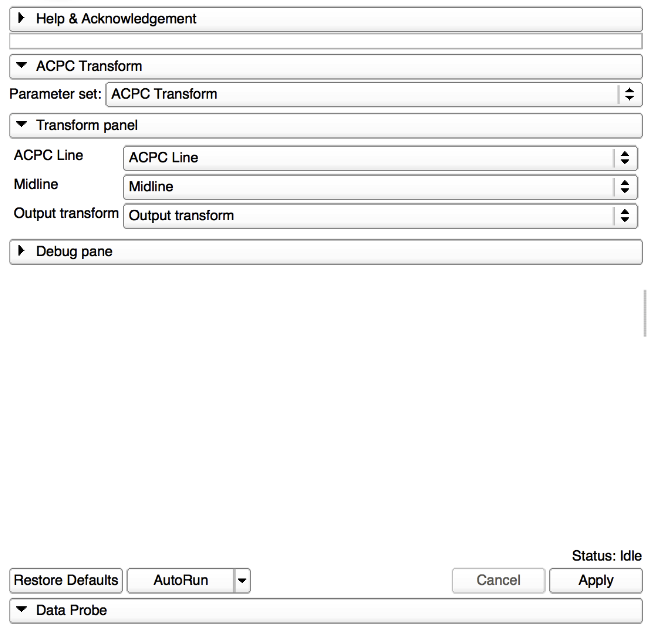 Help & Acknowledgement
ACPC Transform
Parameter set: ACPC Transform
Transform panel
ACPC Line ACPC Line
Midline Midline
Output transform Output transform
Debug pane
Status: Idle
Restore Defaults AutoRun Cancel Apply
Data Probe